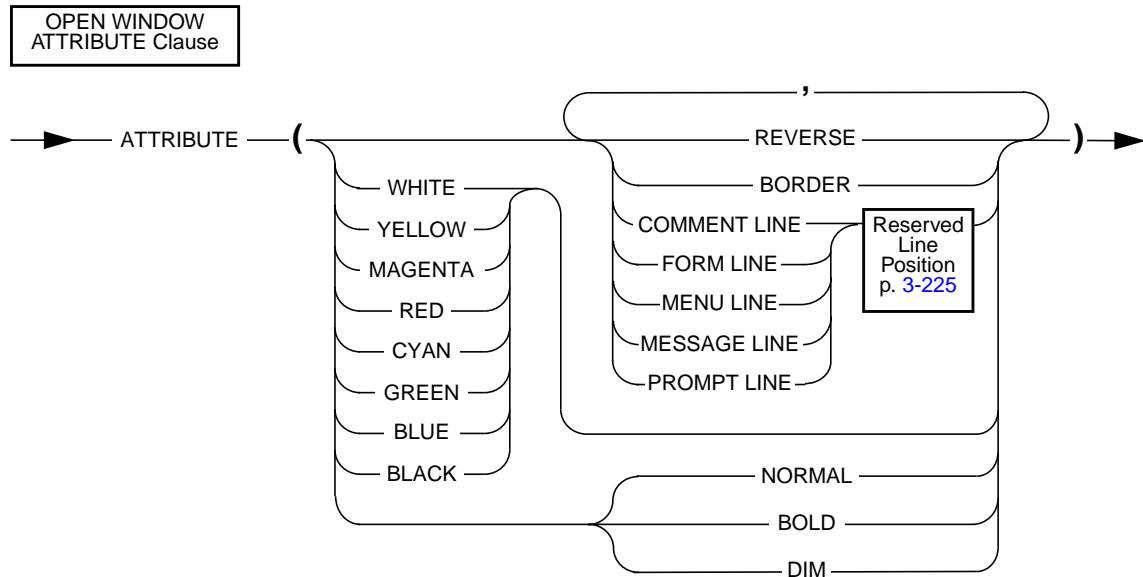 OPEN WINDOW
ATTRIBUTE Clause
,
ATTRIBUTE ( REVERSE )
WHITE
BORDER
YELLOW
COMMENT LINE
MAGENTA
FORM LINE
RED
MENU LINE
CYAN
MESSAGE LINE
GREEN
PROMPT LINE
BLUE
BLACK
Reserved
Line
Position
p. 3-225
NORMAL
BOLD
DIM